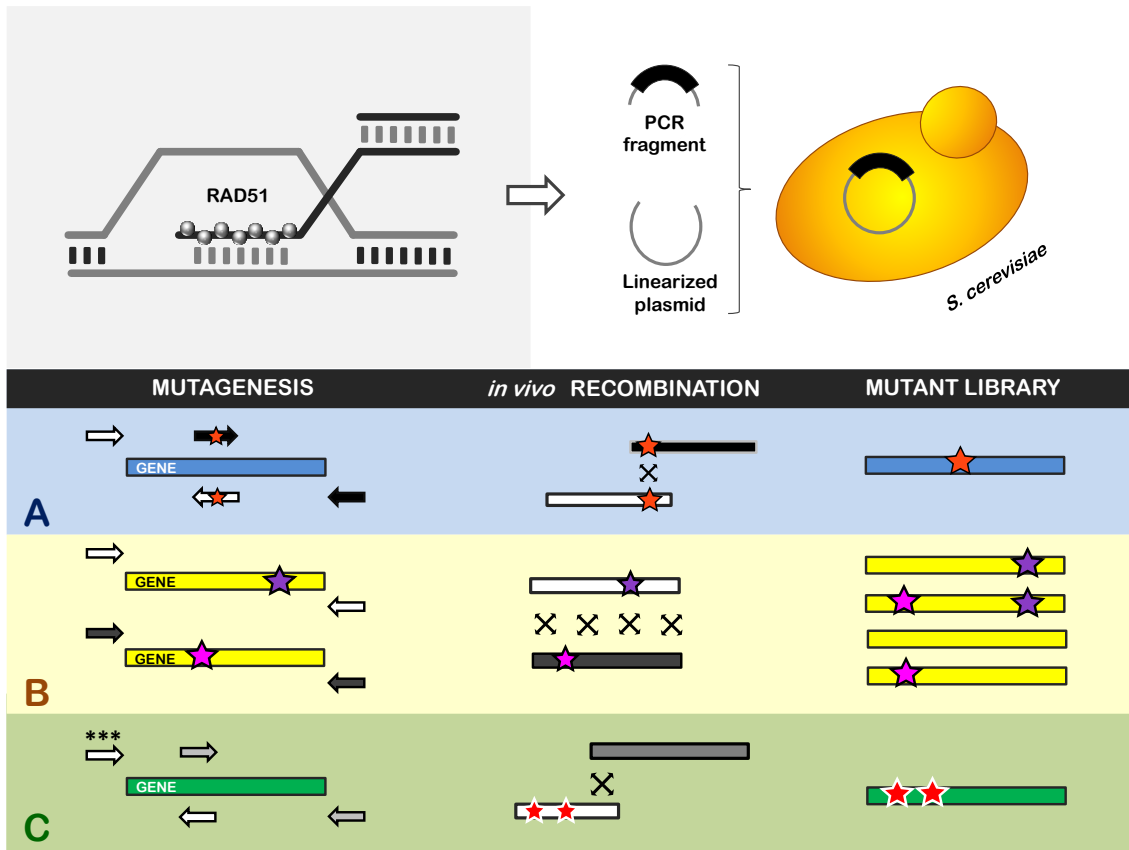 RAD51
PCR
fragment
Linearized
plasmid
S. cerevisiae
MUTAGENESIS
in vivo RECOMBINATION
MUTANT LIBRARY
GENE
A
GENE
GENE
B
***
GENE
C